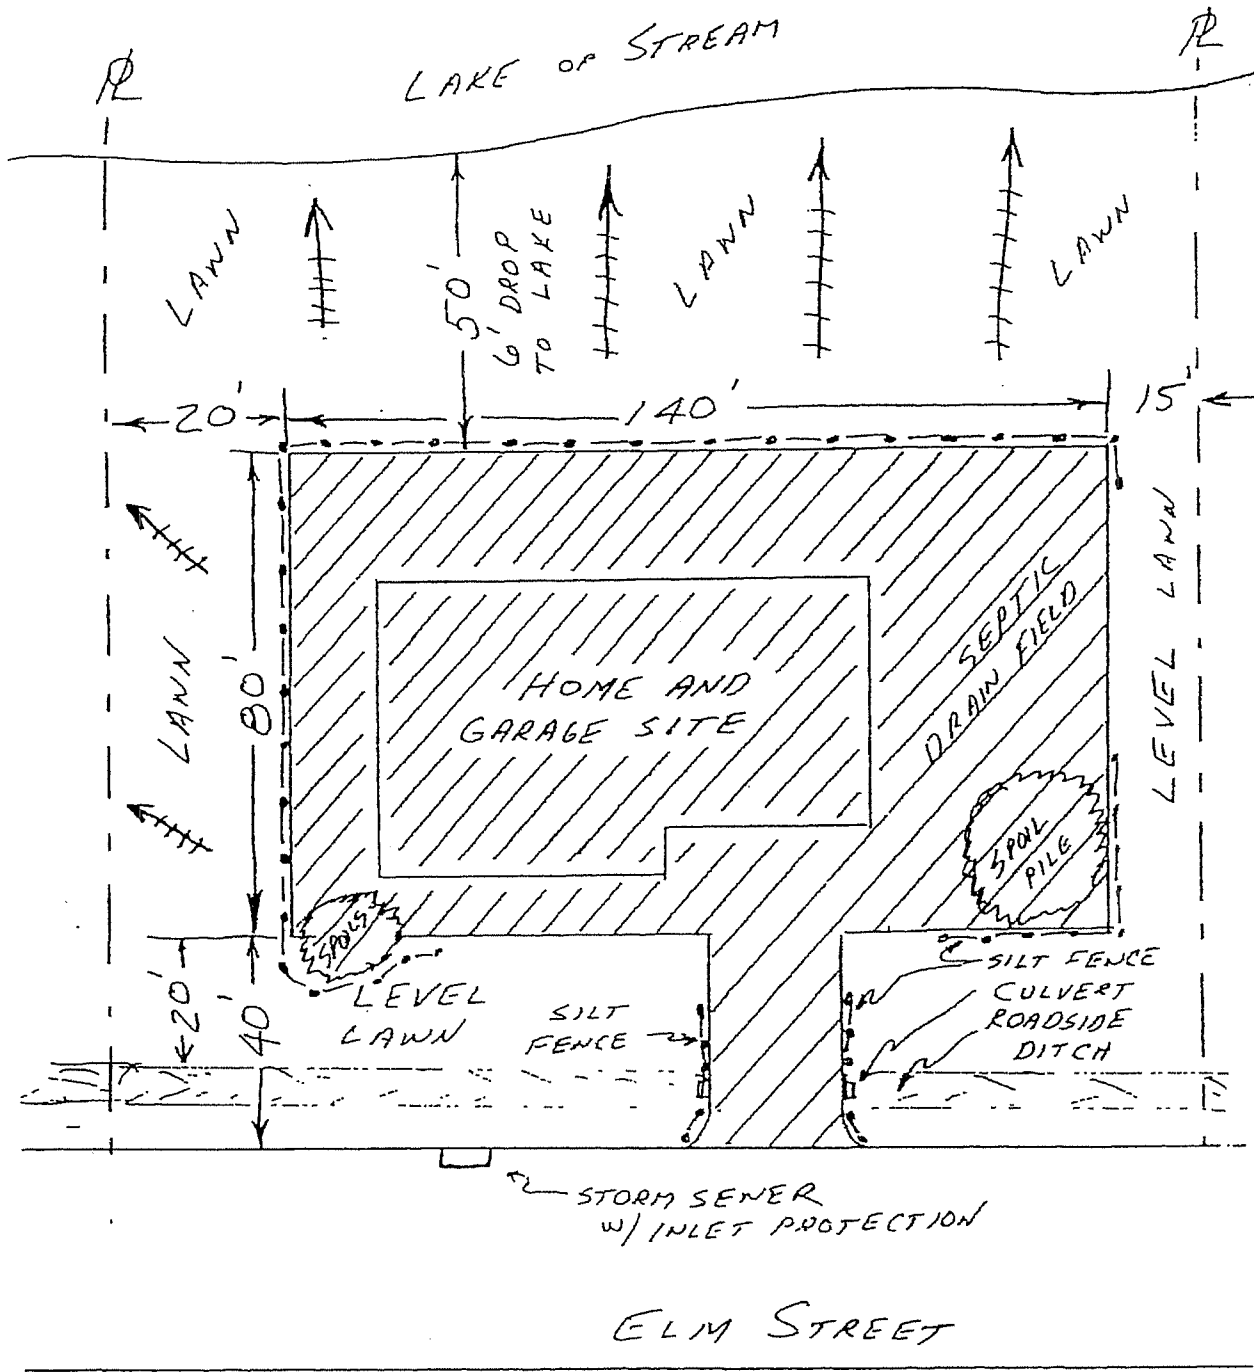 PL
LAKE OR STREAM
PL
LAWN
50'
6' DROP
TO LAKE
LAWN
LAWN
20'
140'
15'
LAWN
80'
HOME AND
GARAGE SITE
SEPTIC
DRAIN FIELD
LEVEL LAWN
SPOIL
PILE
SPOILS
20'
40'
LEVEL
LAWN
SILT
FENCE
SILT FENCE
CULVERT
ROADSIDE
DITCH
STORM SEWER
W/ INLET PROTECTION
ELM STREET